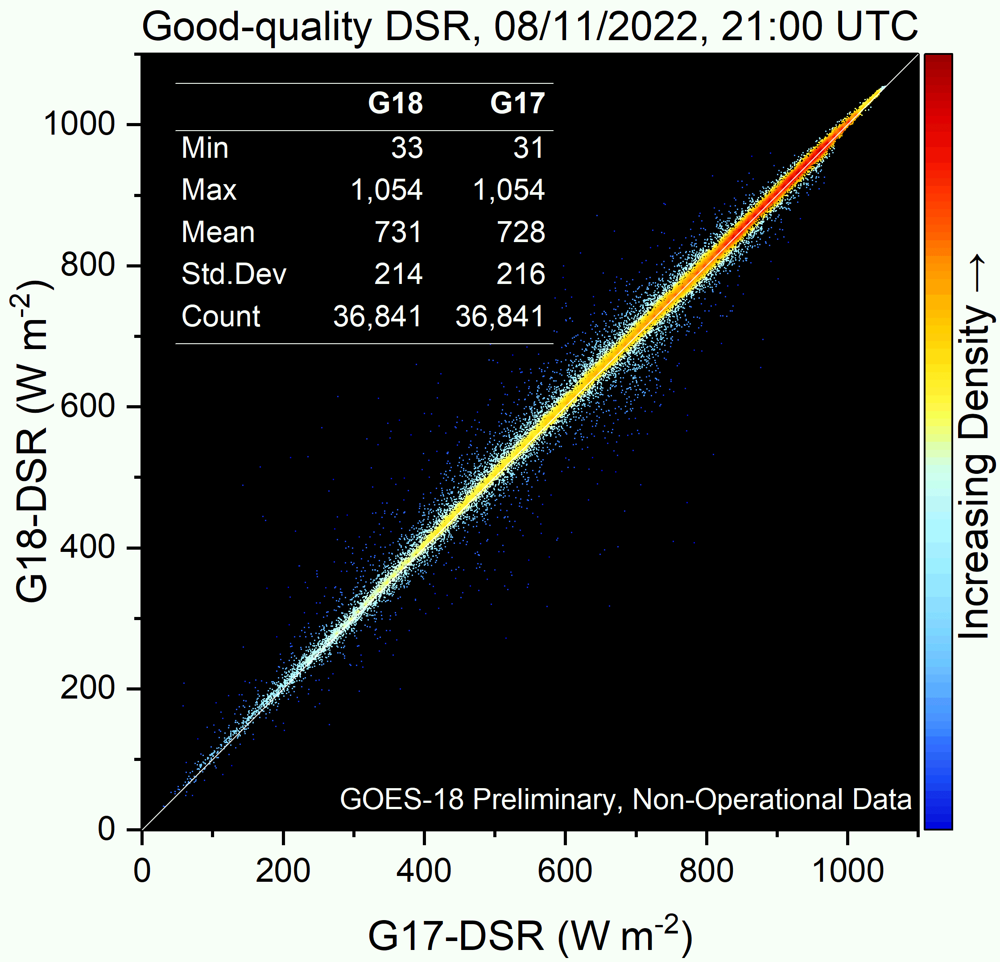 Good-quality DSR, 08/11/2022, 21:00 UTC
G18 G17
Min 33 31
Max 1,054 1,054
Mean 731 728
Std.Dev 214 216
Count 36,841 36,841
GOES-18 Preliminary, Non-Operational Data
G18-DSR (W m⁻²)
1000
800
600
400
200
0
0 200 400 600 800 1000
G17-DSR (W m⁻²)
Increasing Density →